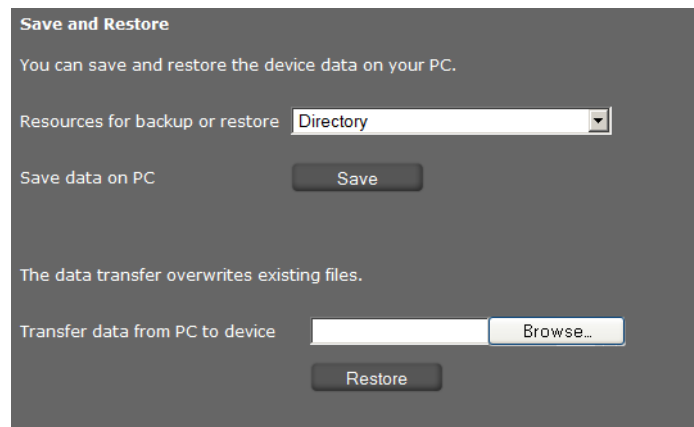 Save and Restore
You can save and restore the device data on your PC.
Resources for backup or restore Directory
Save data on PC Save
The data transfer overwrites existing files.
Transfer data from PC to device Browse...
Restore